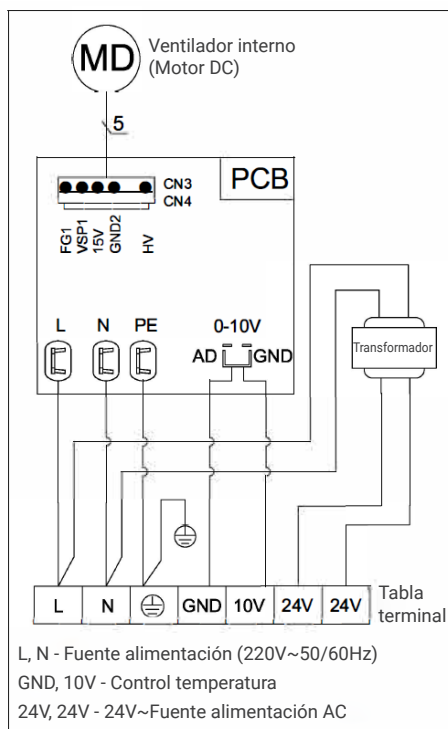 MD
Ventilador interno
(Motor DC)
5
CN3
CN4
PCB
FG1
VSP1
15V
GND2
HV
L N PE
0-10V
AD GND
Transformador
L N GND 10V 24V 24V
Tabla
terminal
L, N - Fuente alimentación (220V~50/60Hz)
GND, 10V - Control temperatura
24V, 24V - 24V~Fuente alimentación AC